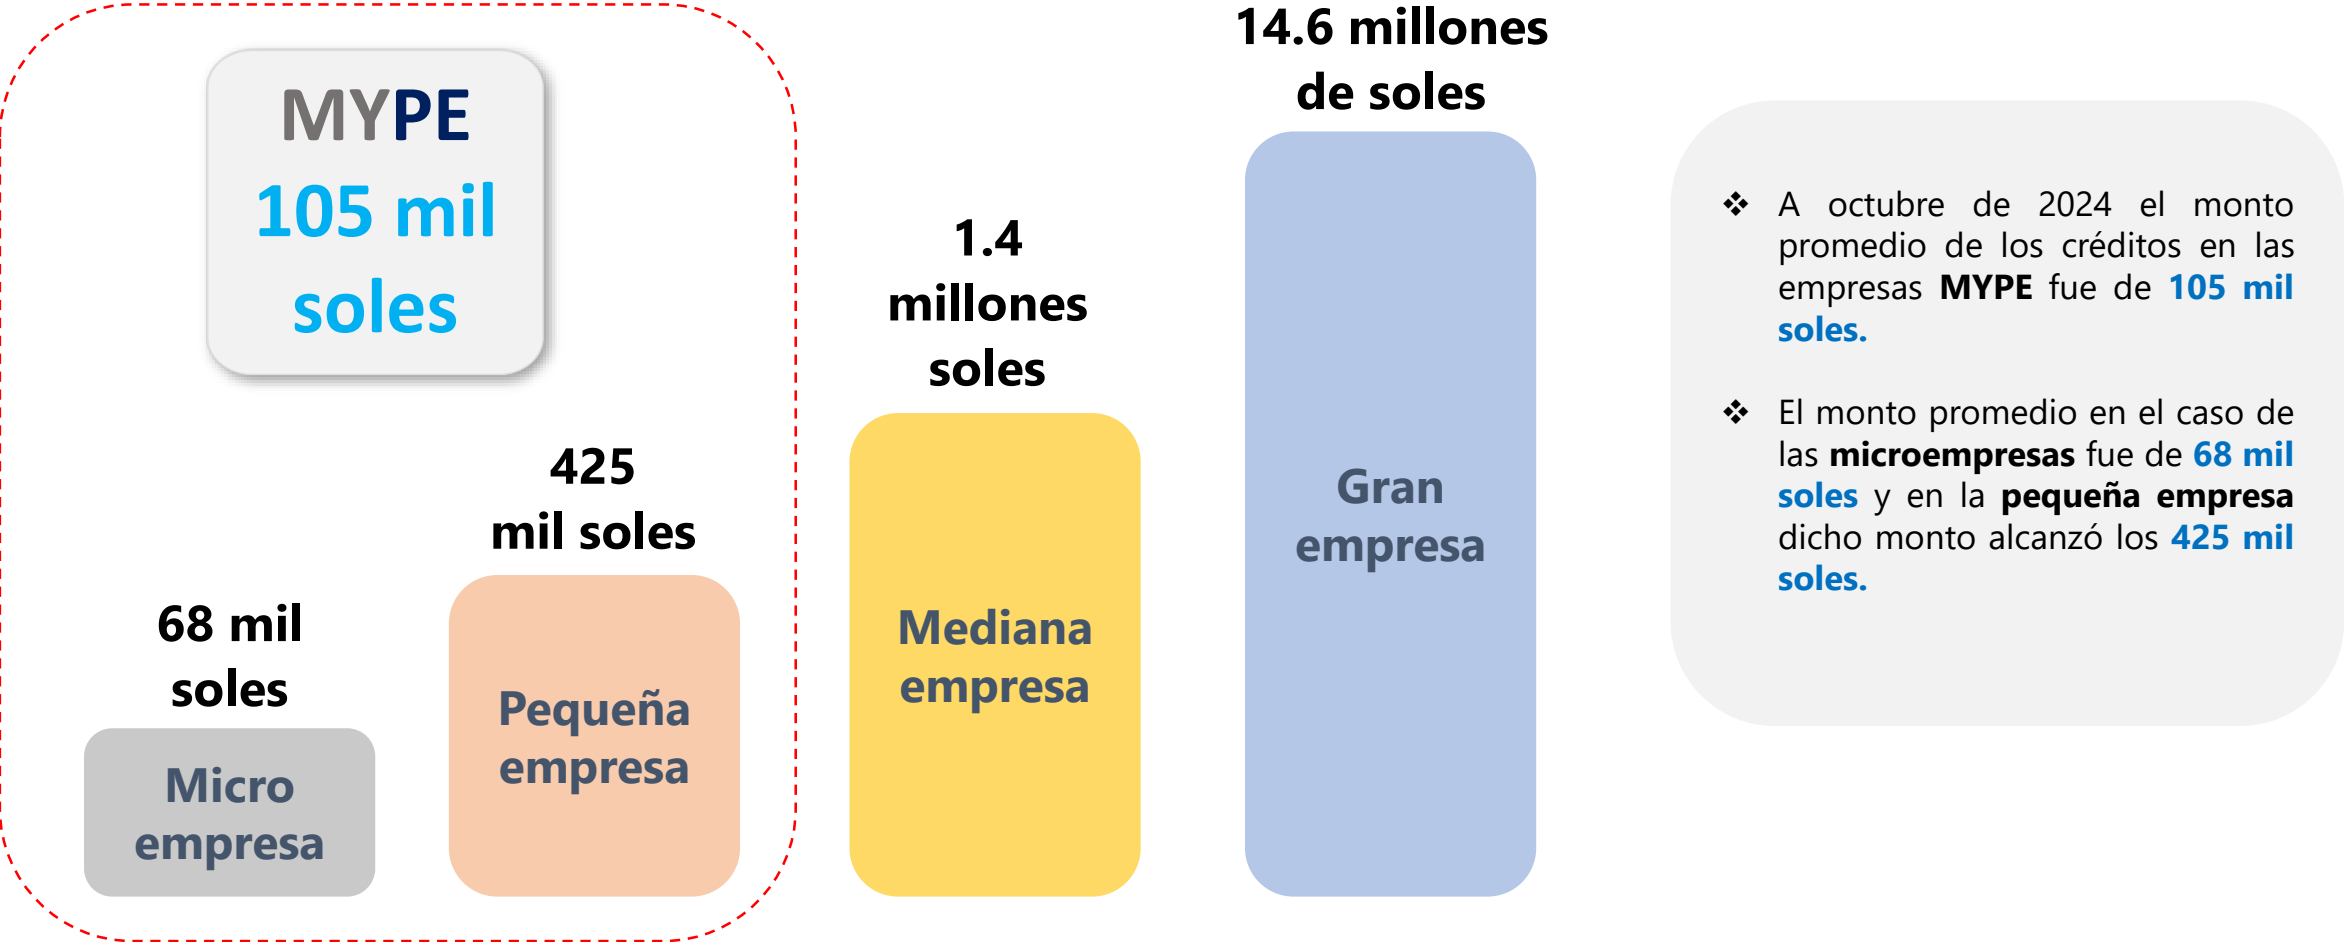 MYPE
105 mil
soles
68 mil
soles
Micro
empresa
425
mil soles
Pequeña
empresa
1.4
millones
soles
Mediana
empresa
14.6 millones
de soles
Gran
empresa
❖ A octubre de 2024 el monto
promedio de los créditos en las
empresas MYPE fue de 105 mil
soles.
❖ El monto promedio en el caso de
las microempresas fue de 68 mil
soles y en la pequeña empresa
dicho monto alcanzó los 425 mil
soles.